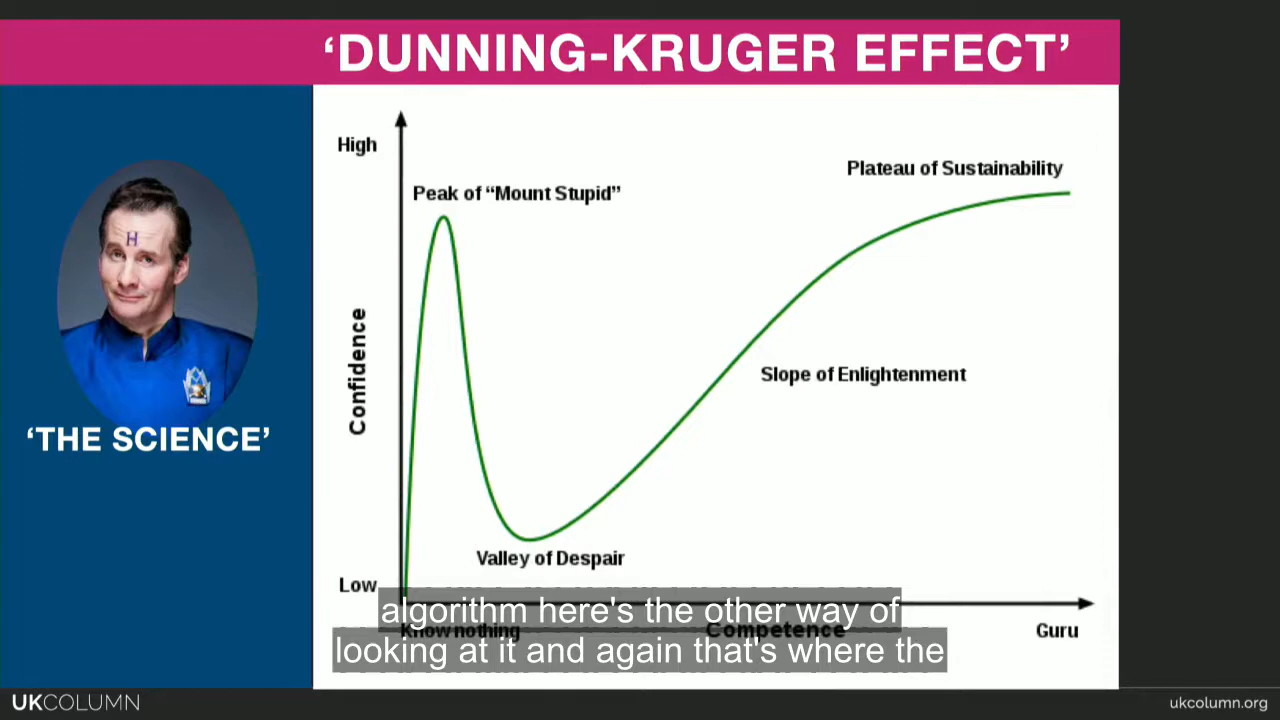 ‘DUNNING-KRUGER EFFECT’
High
Plateau of Sustainability
Peak of “Mount Stupid”
H
Confidence
Slope of Enlightenment
‘THE SCIENCE’
Valley of Despair
Low
algorithm here's the other way of
Know nothing
Competence
Guru
looking at it and again that's where the
UKCOLUMN
ukcolumn.org